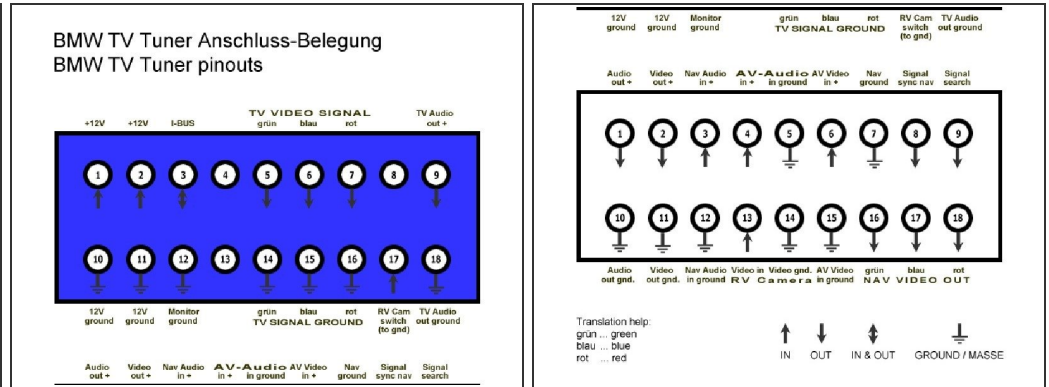 BMW TV Tuner Anschluss-Belegung
BMW TV Tuner pinouts
TV VIDEO SIGNAL
TV Audio
+12V +12V I-BUS grün blau rot out +
1 2 3 4 5 6 7 8 9
10 11 12 13 14 15 16 17 18
12V 12V Monitor grün blau rot RV Cam TV Audio
ground ground ground TV SIGNAL GROUND switch out ground
(to gnd)
Audio Video Nav Audio AV-Audio AV Video Nav Signal Signal
out + out + in + in + in ground in + ground sync nav search
12V 12V Monitor grün blau rot RV Cam TV Audio
ground ground ground TV SIGNAL GROUND switch out ground
(to gnd)
Audio Video Nav Audio AV-Audio AV Video Nav Signal Signal
out + out + in + in + in ground in + ground sync nav search
1 2 3 4 5 6 7 8 9
10 11 12 13 14 15 16 17 18
Audio Video Nav Audio Video in Video gnd. AV Video grün blau rot
out gnd. out gnd. in ground RV Camera in ground NAV VIDEO OUT
Translation help:
grün ... green
blau ... blue
rot ... red
IN OUT IN & OUT GROUND / MASSE